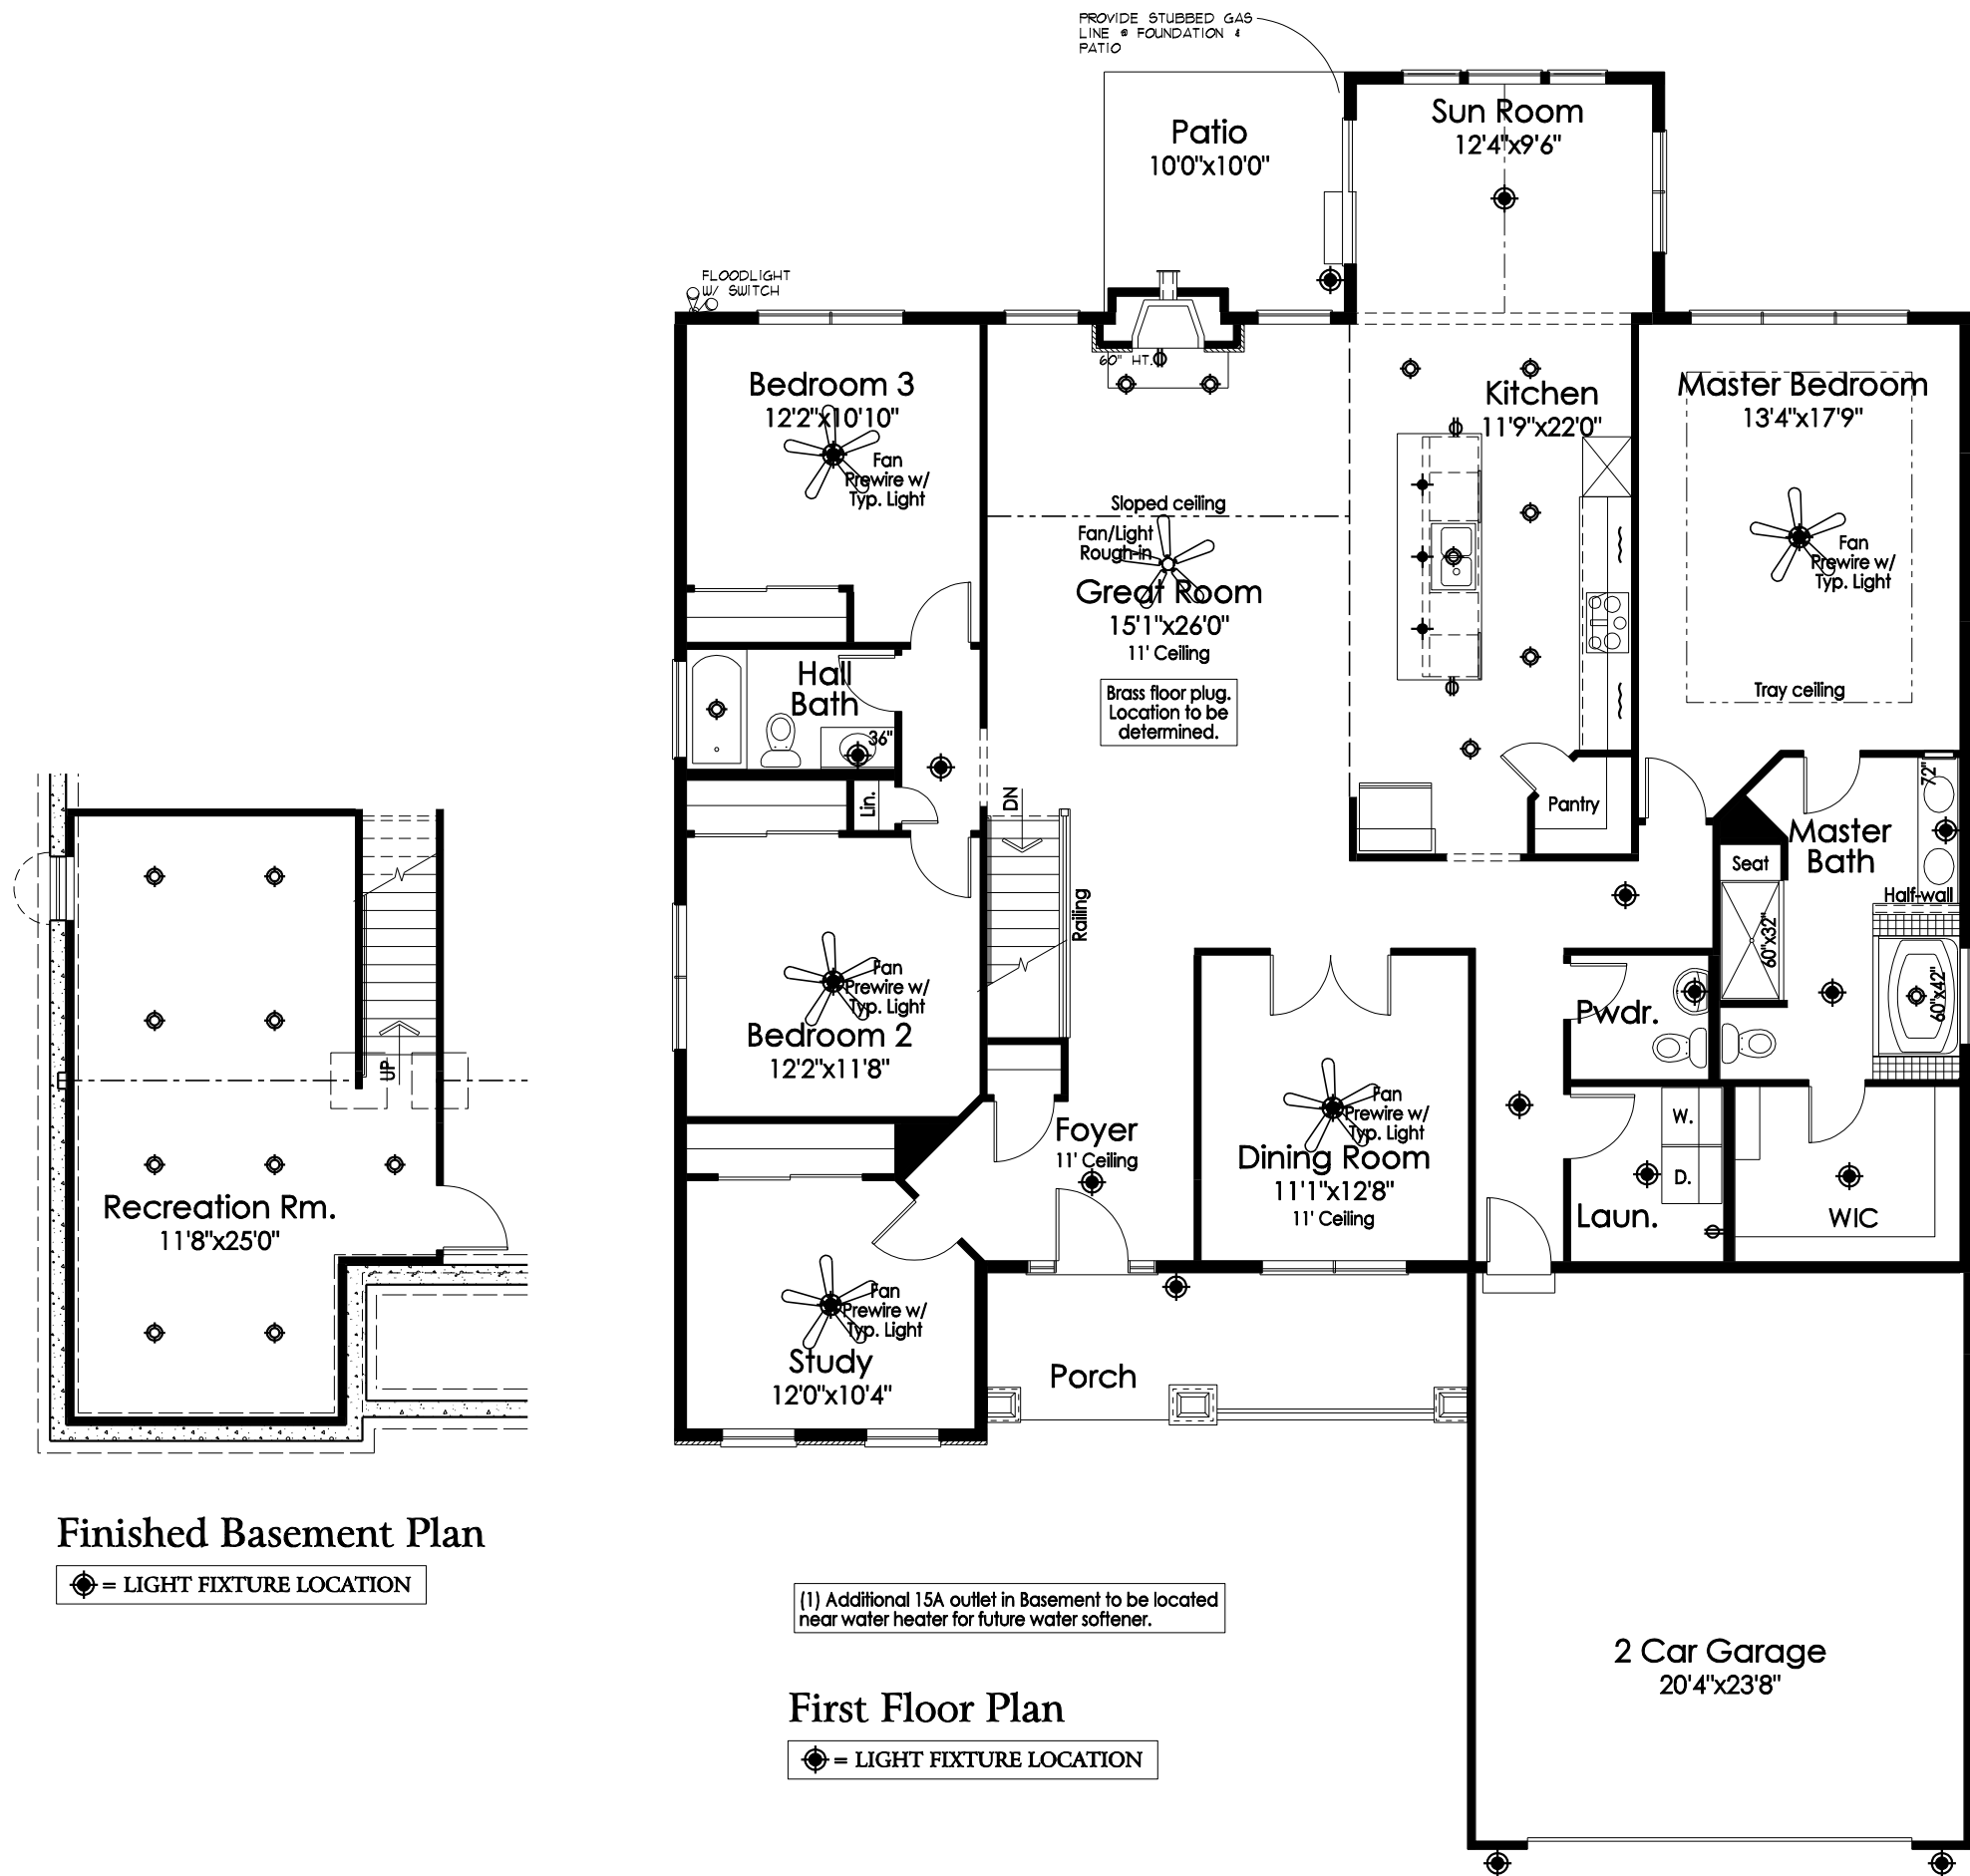 PROVIDE STUBBED GAS
LINE @ FOUNDATION &
PATIO
Patio
10'0"x10'0"
Sun Room
12'4"x9'6"
FLOODLIGHT
W/ SWITCH
60" HT.
Bedroom 3
12'2"x10'10"
Fan
Prewire w/
Typ. Light
Kitchen
11'9"x22'0"
Master Bedroom
13'4"x17'9"
Fan
Prewire w/
Typ. Light
Tray ceiling
Sloped ceiling
Fan/Light
Rough-in
Great Room
15'1"x26'0"
11' Ceiling
Brass floor plug.
Location to be
determined.
Hall
Bath
36"
Lin.
DN
Railing
Pantry
72"
Master
Bath
Seat
Half-wall
60"x32"
60"x42"
Fan
Prewire w/
Typ. Light
Bedroom 2
12'2"x11'8"
Pwdr.
Foyer
11' Ceiling
Fan
Prewire w/
Typ. Light
Dining Room
11'1"x12'8"
11' Ceiling
W.
D.
Laun.
WIC
UP
Recreation Rm.
11'8"x25'0"
Fan
Prewire w/
Typ. Light
Study
12'0"x10'4"
Porch
Finished Basement Plan
= LIGHT FIXTURE LOCATION
(1) Additional 15A outlet in Basement to be located
near water heater for future water softener.
2 Car Garage
20'4"x23'8"
First Floor Plan
= LIGHT FIXTURE LOCATION